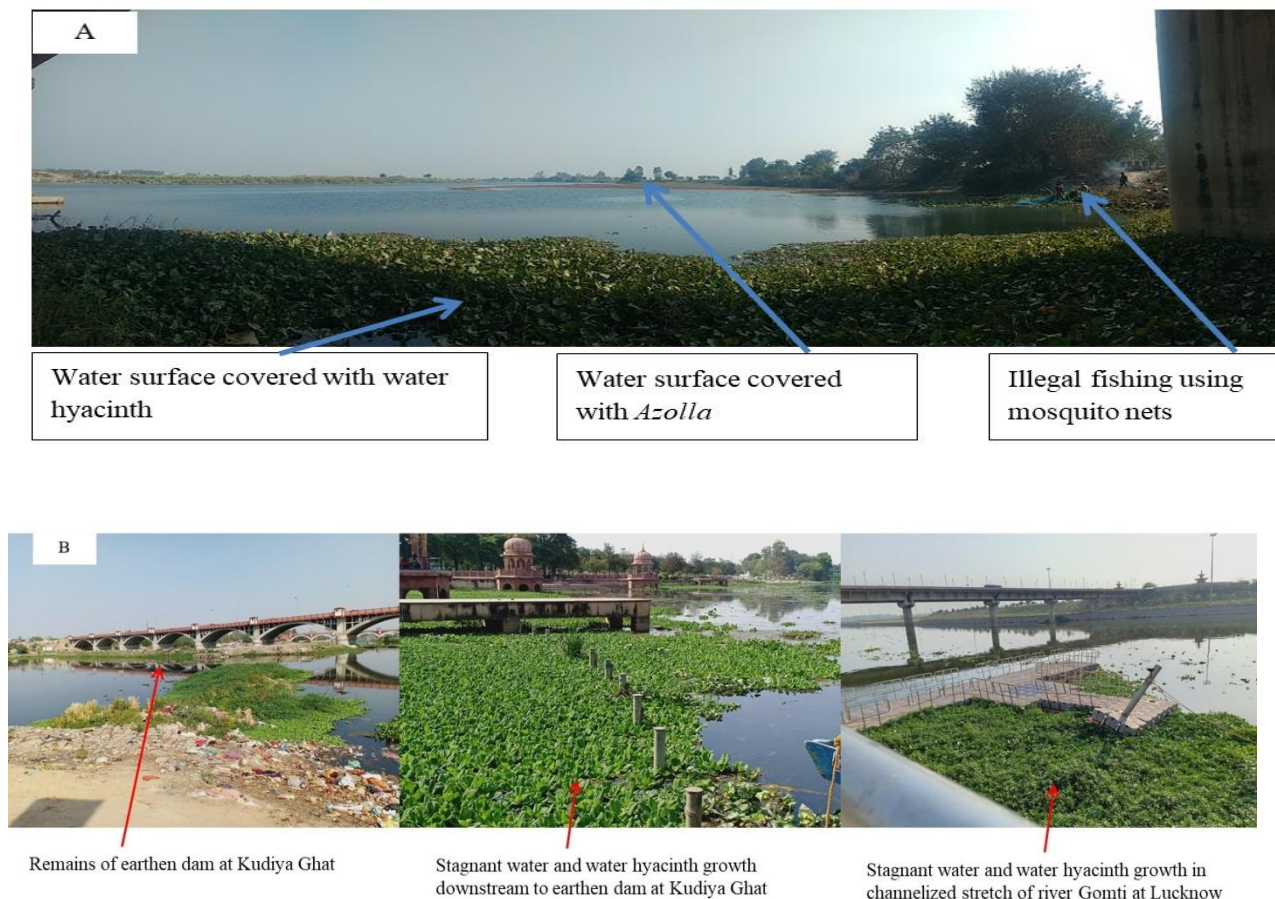 A
Water surface covered with water
hyacinth
Water surface covered
with Azolla
Illegal fishing using
mosquito nets
B
Remains of earthen dam at Kudiya Ghat
Stagnant water and water hyacinth growth
downstream to earthen dam at Kudiya Ghat
Stagnant water and water hyacinth growth in
channelized stretch of river Gomti at Lucknow